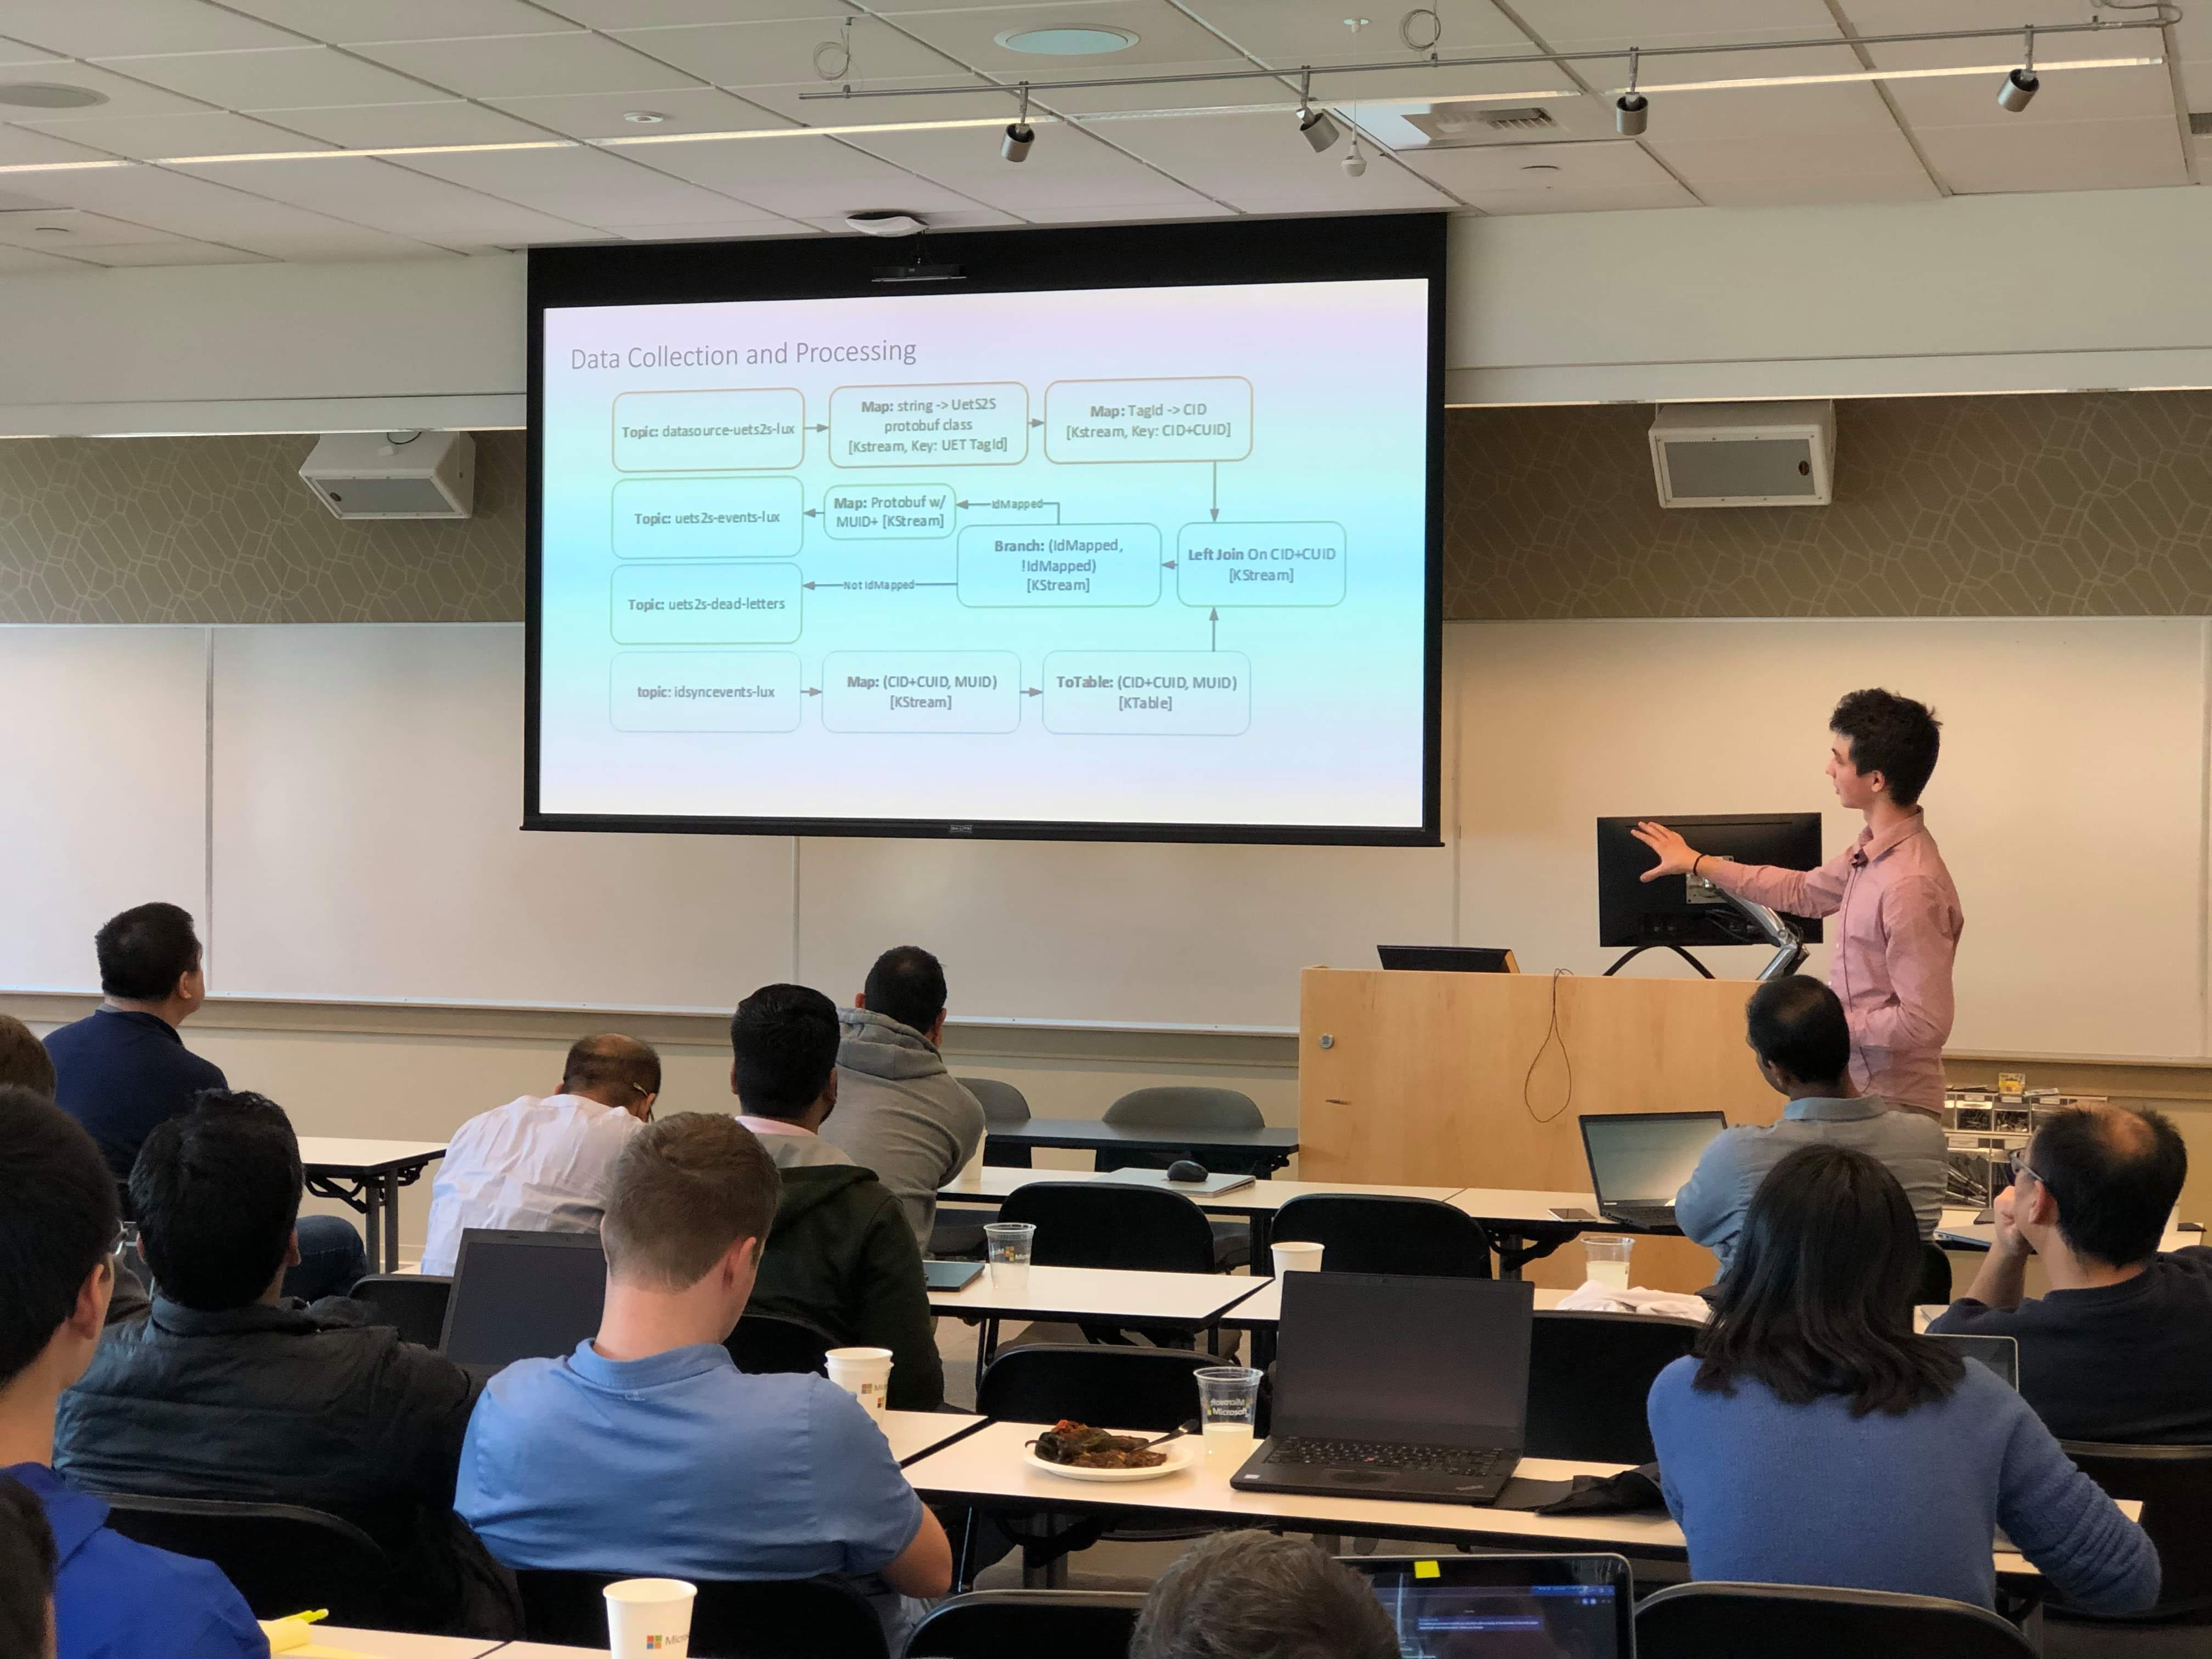 Data Collection and Processing
Topic: datasource-uets2s-lux
Map: string -> UetS2S
protobuf class
[Kstream, Key: UET TagId]
Map: TagId -> CID
[Kstream, Key: CID+CUID]
Topic: uets2s-events-lux
Map: Protobuf w/
MUID+ [KStream]
IdMapped
Branch: (IdMapped,
!IdMapped)
[KStream]
Left Join On CID+CUID
[KStream]
Topic: uets2s-dead-letters
Not IdMapped
topic: idsyncevents-lux
Map: (CID+CUID, MUID)
[KStream]
ToTable: (CID+CUID, MUID)
[KTable]
Microsoft
Microsoft